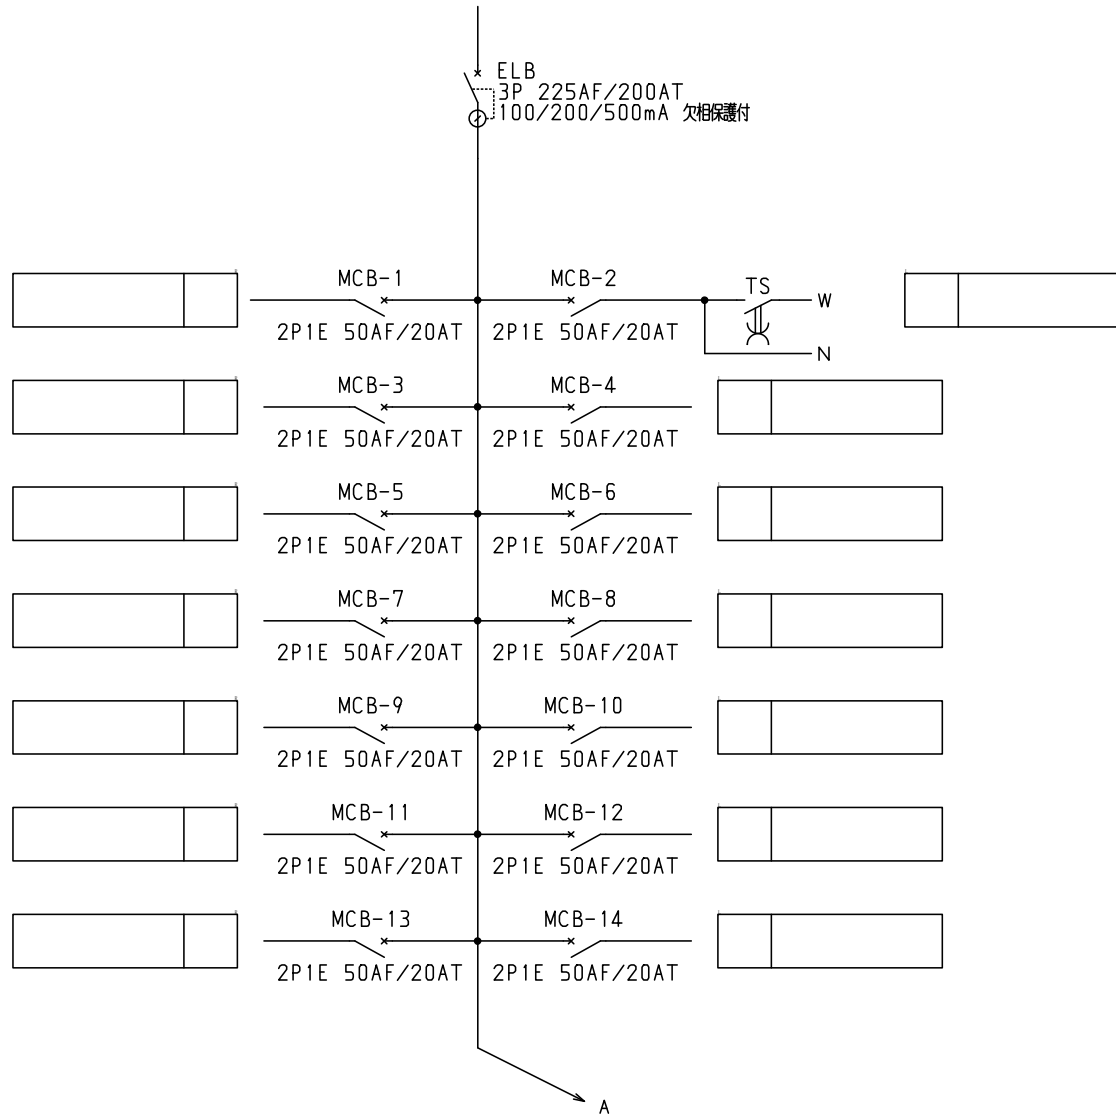 ELB
3P 225AF/200AT
100/200/500mA 欠相保護付
MCB-1
2P1E 50AF/20AT
MCB-2
2P1E 50AF/20AT
TS
W
N
MCB-3
2P1E 50AF/20AT
MCB-4
2P1E 50AF/20AT
MCB-5
2P1E 50AF/20AT
MCB-6
2P1E 50AF/20AT
MCB-7
2P1E 50AF/20AT
MCB-8
2P1E 50AF/20AT
MCB-9
2P1E 50AF/20AT
MCB-10
2P1E 50AF/20AT
MCB-11
2P1E 50AF/20AT
MCB-12
2P1E 50AF/20AT
MCB-13
2P1E 50AF/20AT
MCB-14
2P1E 50AF/20AT
A